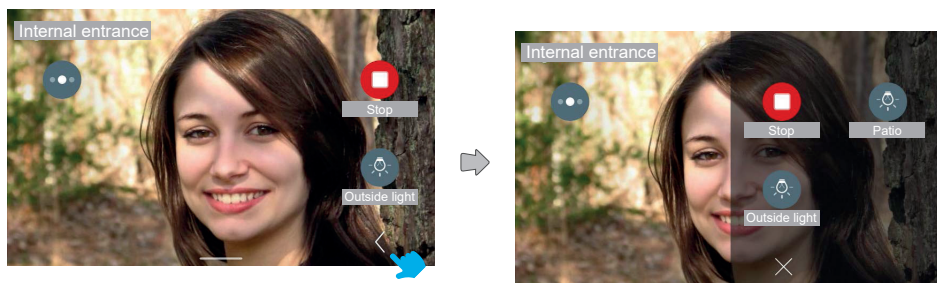 Internal entrance
Stop
Outside light
Internal entrance
Stop
Patio
Outside light